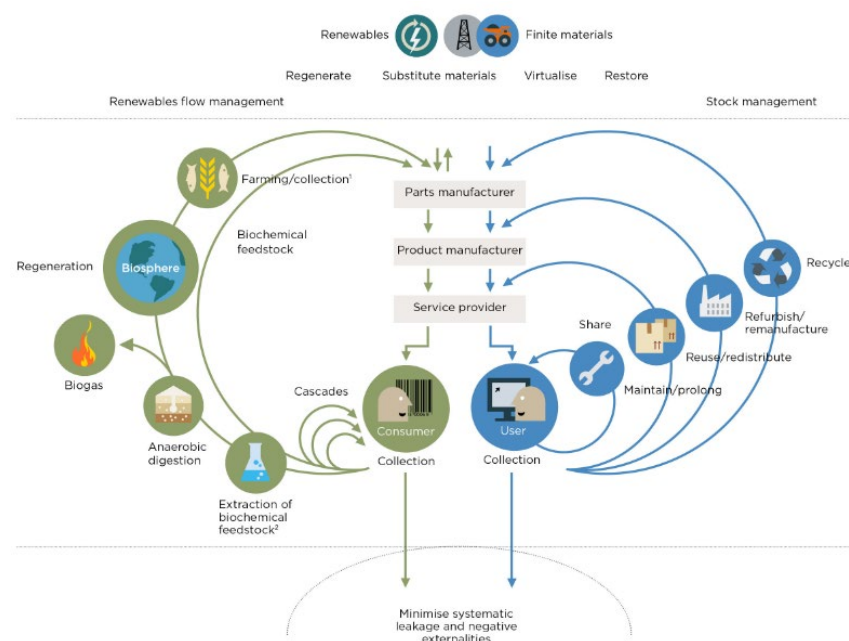 Renewables
Finite materials
Regenerate
Substitute materials
Virtualise
Restore
Renewables flow management
Stock management
Farming/collection¹
Parts manufacturer
Biochemical
feedstock
Product manufacturer
Regeneration
Biosphere
Recycle
Service provider
Share
Refurbish/
remanufacture
Reuse/redistribute
Biogas
Cascades
Maintain/prolong
Consumer
User
Anaerobic
digestion
Collection
Collection
Extraction of
biochemical
feedstock²
Minimise systematic
leakage and negative
externalities